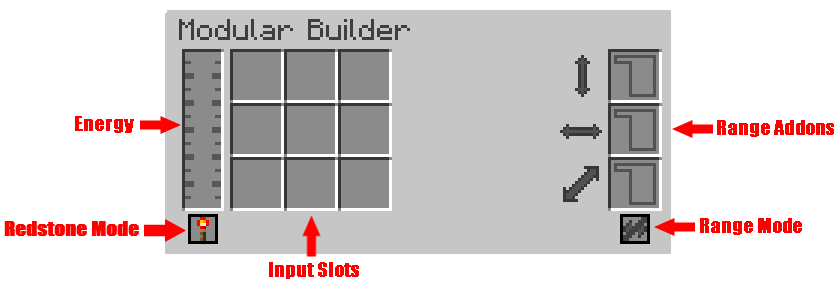 Modular Builder
Energy
Range Addons
Redstone Mode
Range Mode
Input Slots